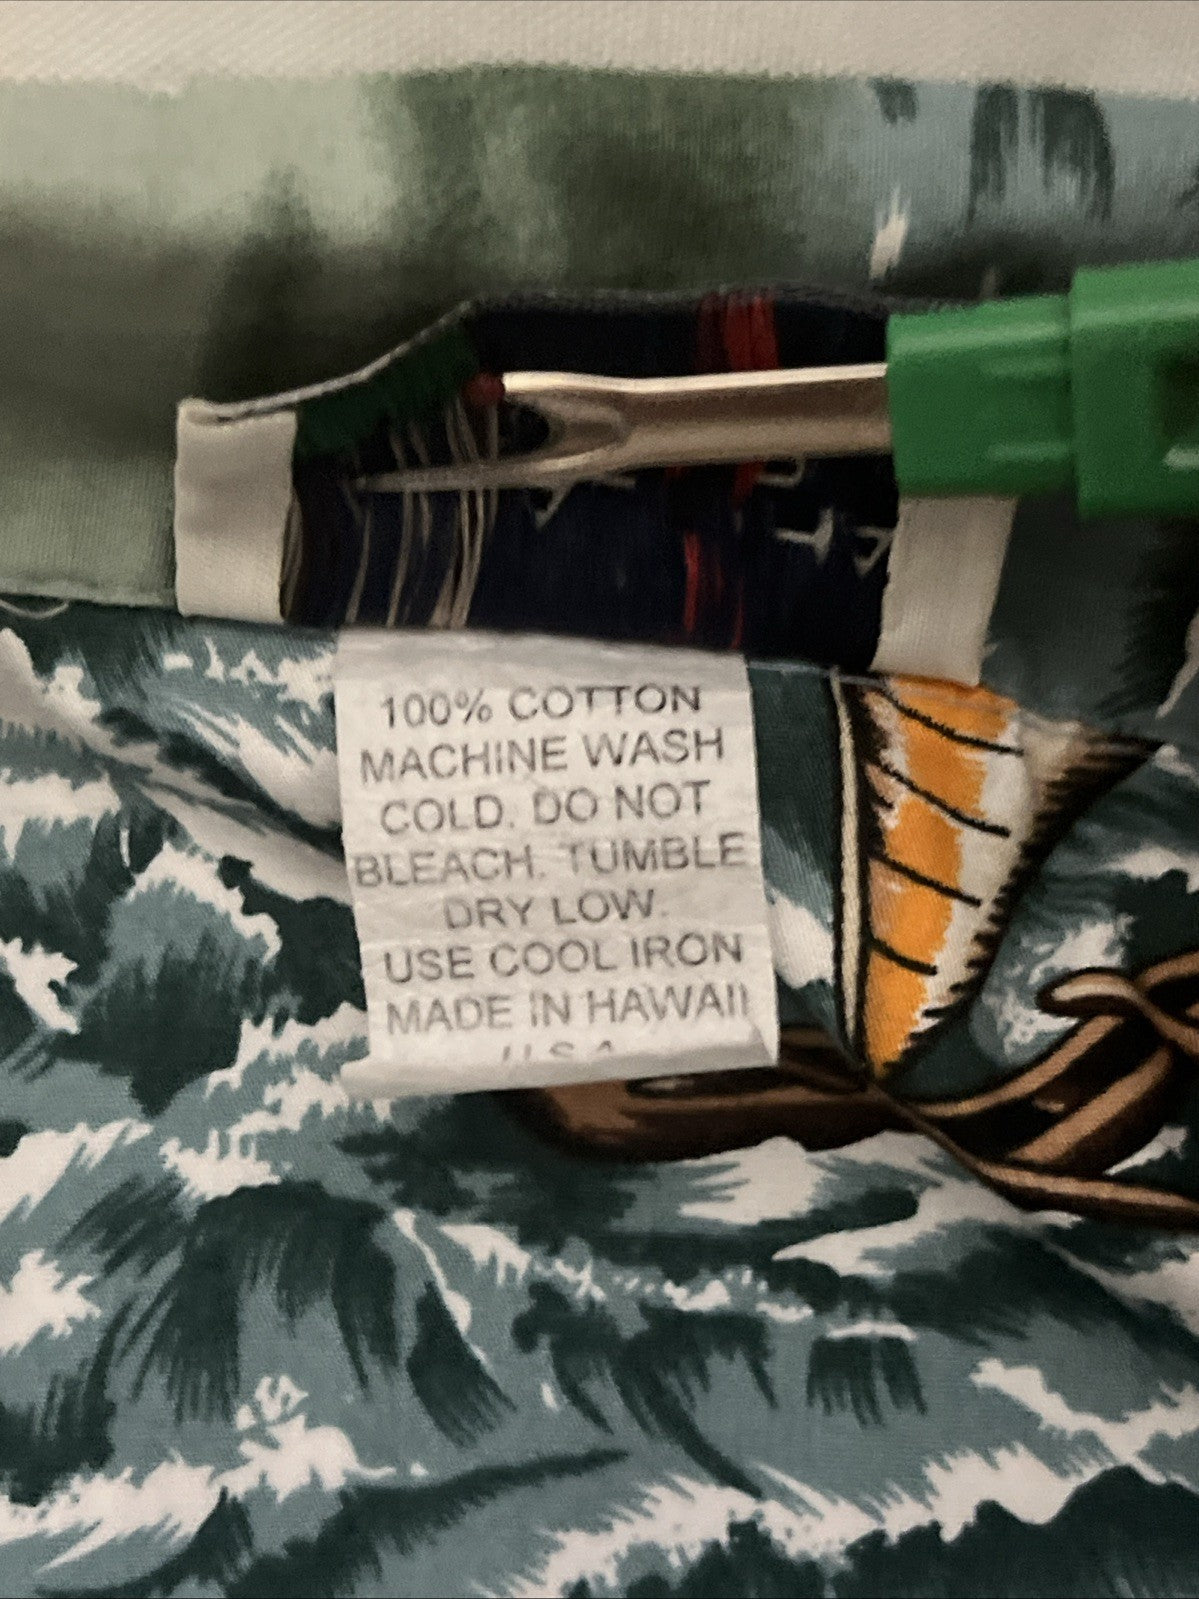 100% COTTON
MACHINE WASH
COLD. DO NOT
BLEACH. TUMBLE
DRY LOW.
USE COOL IRON
MADE IN HAWAII
U.S.A